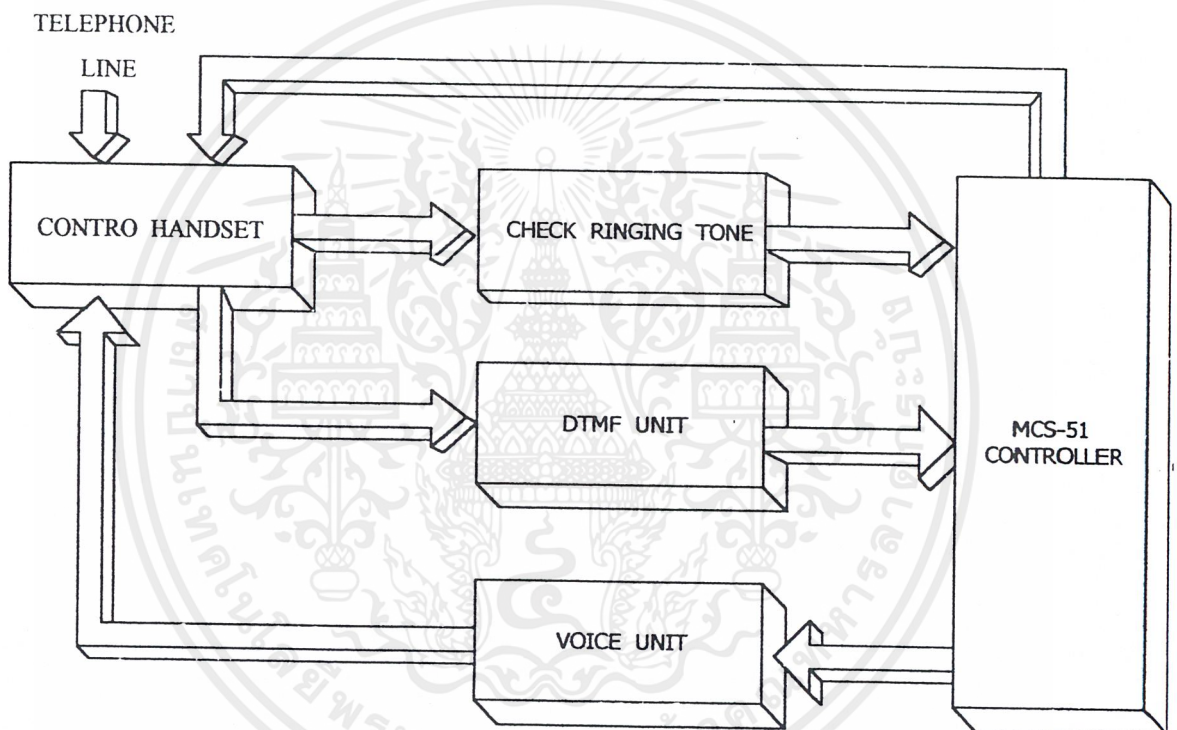 TELEPHONE
LINE
CONTRO HANDSET
CHECK RINGING TONE
DTMF UNIT
MCS-51
CONTROLLER
VOICE UNIT